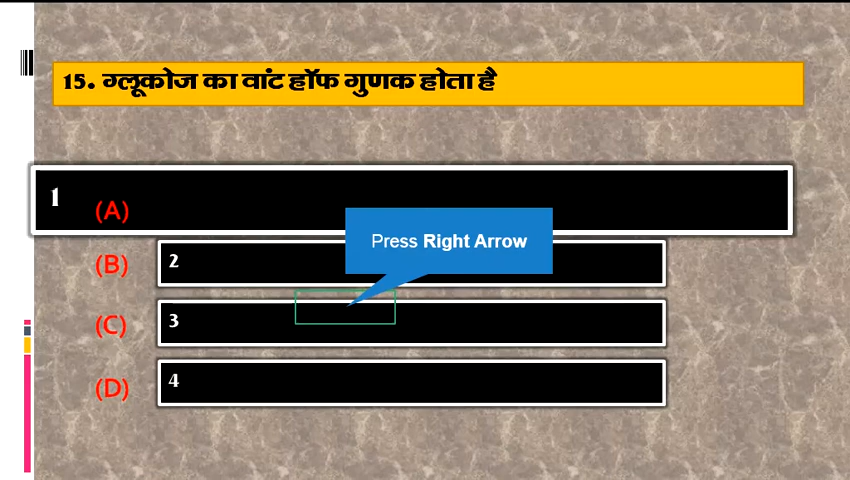 15. ग्लूकोज का वांट हॉफ गुणक होता है
(A) 1
Press Right Arrow
(B) 2
(C) 3
(D) 4